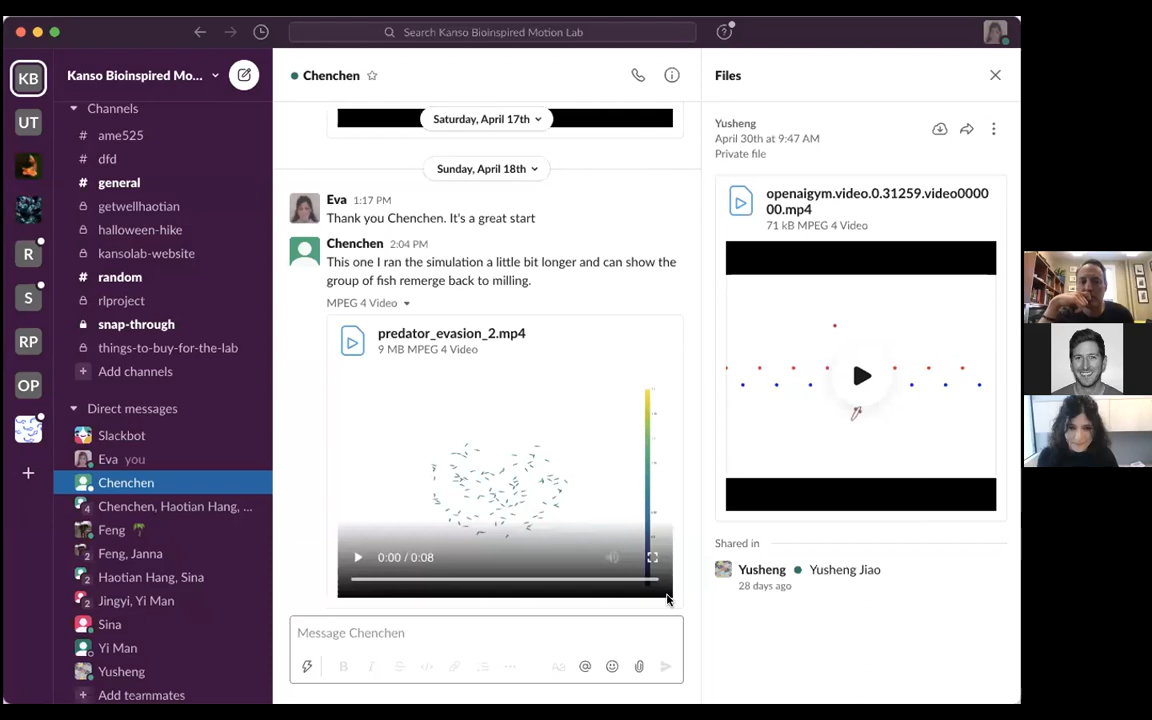 Search Kanso Bioinspired Motion Lab
KB
UT
R
S
RP
OP
Kanso Bioinspired Mo...
Channels
# ame525
# dfd
# general
getwellhaotian
halloween-hike
kansolab-website
# random
rlproject
snap-through
things-to-buy-for-the-lab
+ Add channels
Direct messages
Slackbot
Eva you
Chenchen
4 Chenchen, Haotian Hang, ...
Feng
2 Feng, Janna
2 Haotian Hang, Sina
2 Jingyi, Yi Man
Sina
Yi Man
Yusheng
+ Add teammates
Chenchen
Saturday, April 17th
Sunday, April 18th
Eva 1:17 PM
Thank you Chenchen. It's a great start
Chenchen 2:04 PM
This one I ran the simulation a little bit longer and can show the
group of fish remerge back to milling.
MPEG 4 Video
predator_evasion_2.mp4
9 MB MPEG 4 Video
0:00 / 0:08
Message Chenchen
Files
Yusheng
April 30th at 9:47 AM
Private file
openaigym.video.0.31259.video0000
00.mp4
71 kB MPEG 4 Video
Shared in
Yusheng Yusheng Jiao
28 days ago